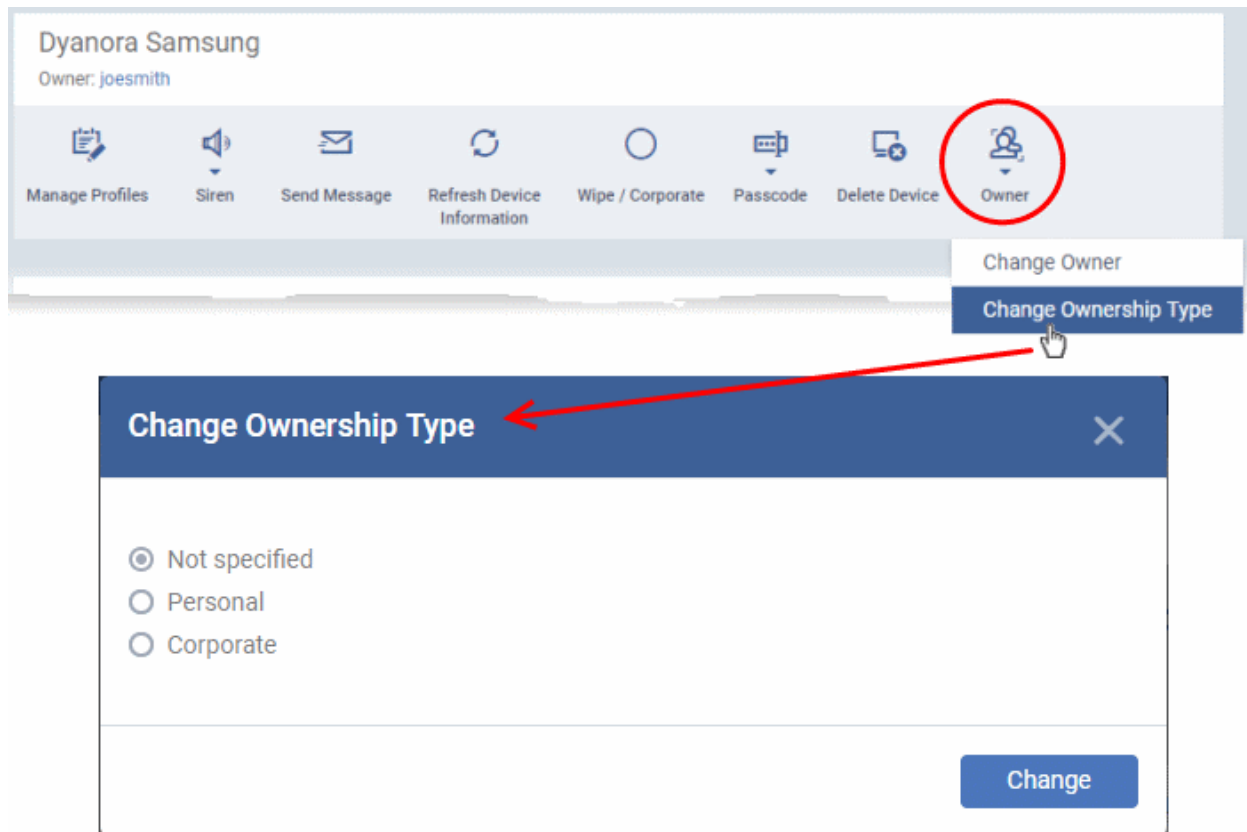 Dyanora Samsung
Owner: joesmith
Manage Profiles
Siren
Send Message
Refresh Device
Information
Wipe / Corporate
Passcode
Delete Device
Owner
Change Owner
Change Ownership Type
Change Ownership Type
Not specified
Personal
Corporate
Change